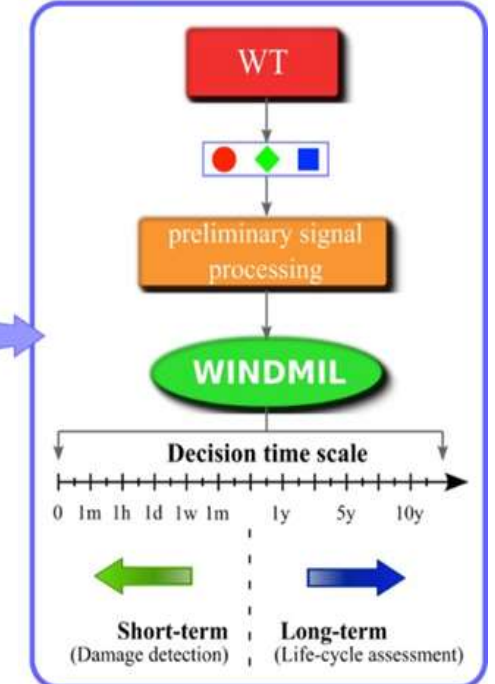 WT
preliminary signal
processing
WINDMIL
Decision time scale
0 1m 1h 1d 1w 1m 1y 5y 10y
Short-term Long-term
(Damage detection) (Life-cycle assessment)